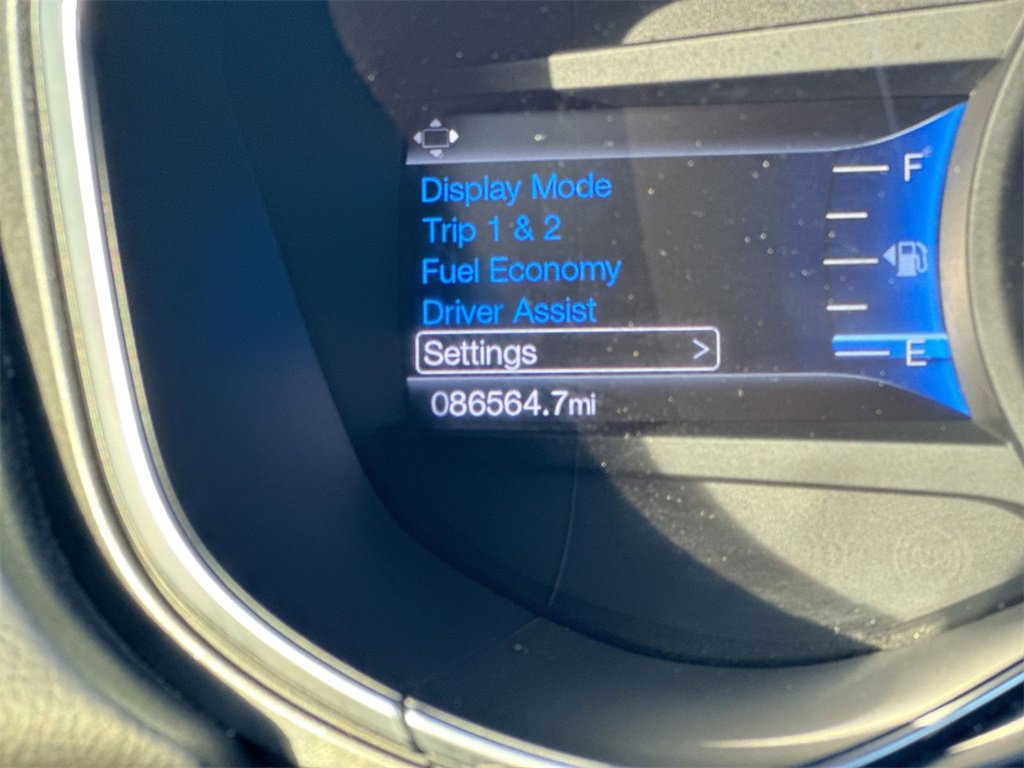 Display Mode
Trip 1 & 2
Fuel Economy
Driver Assist
Settings >
086564.7mi
F
E